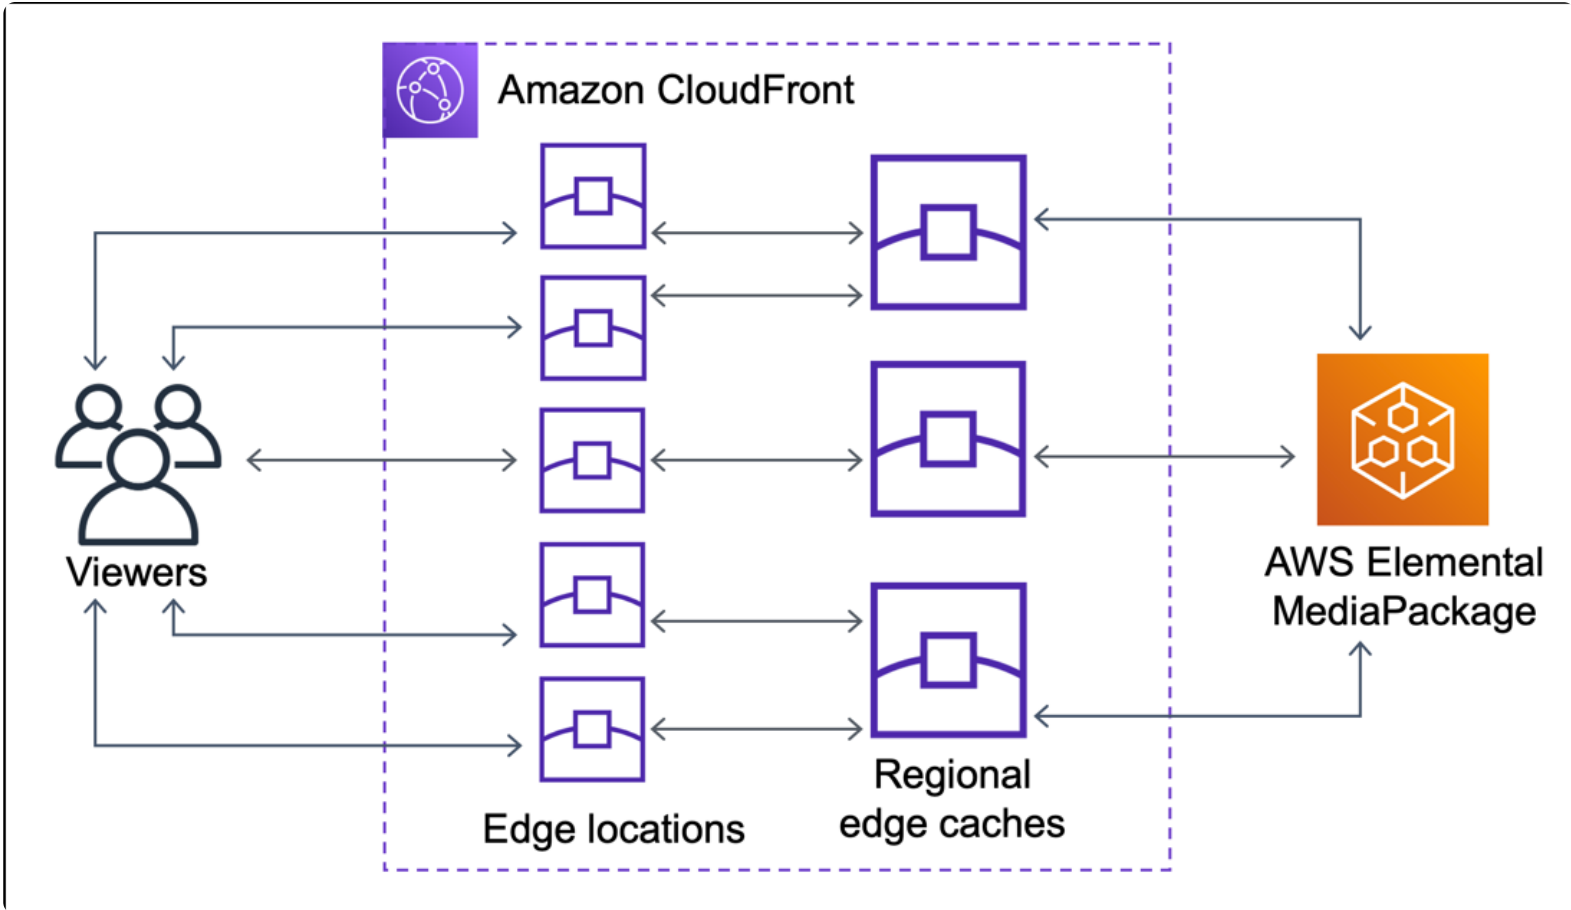 Amazon CloudFront
Viewers
Edge locations
Regional
edge caches
AWS Elemental
MediaPackage